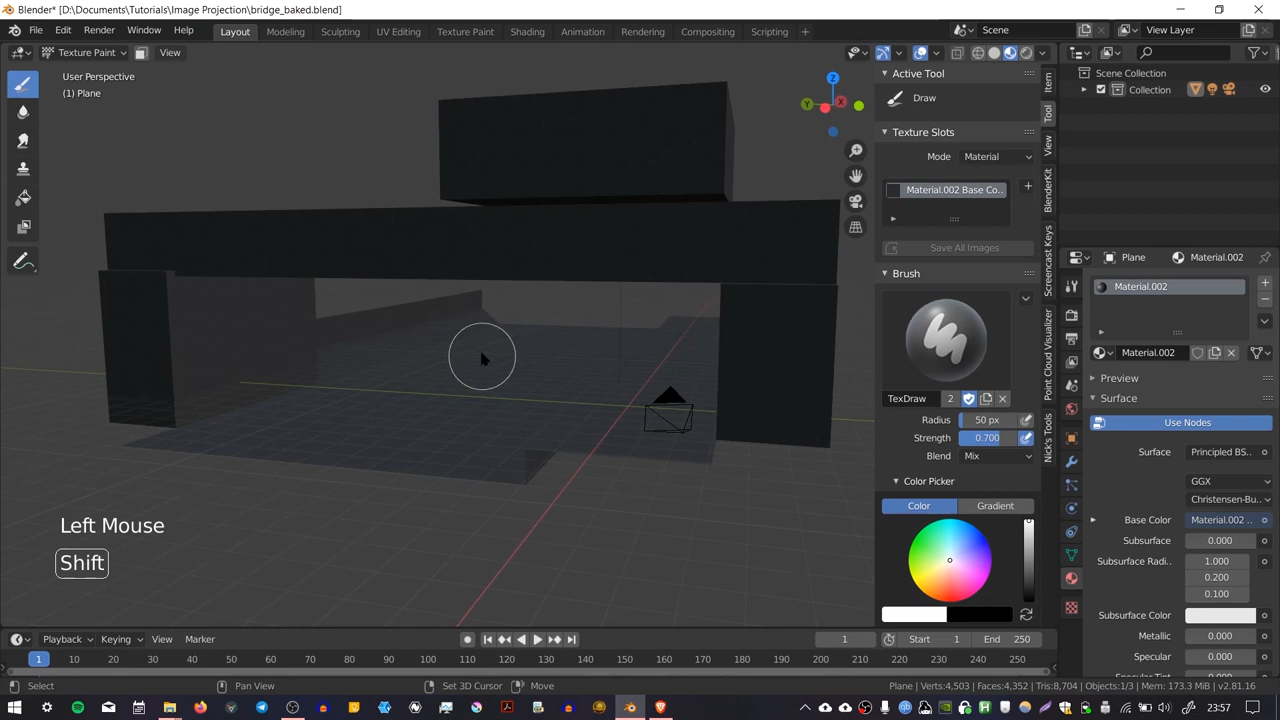 Blender* [D:\Documents\Tutorials\Image Projection\bridge_baked.blend]
File Edit Render Window Help Layout Modeling Sculpting UV Editing Texture Paint Shading Animation Rendering Compositing Scripting + Scene View Layer
Texture Paint View
User Perspective
(1) Plane
Z
Y
X
Active Tool
Draw
Texture Slots
Mode Material
Material.002 Base Co..
Save All Images
Brush
TexDraw 2
Radius 50 px
Strength 0.700
Blend Mix
Color Picker
Color Gradient
Item
Tool
View
BlenderKit
Screencast Keys
Point Cloud Visualizer
Nick's Tools
Scene Collection
Collection
Plane Material.002
Material.002
Material.002
Preview
Surface
Use Nodes
Surface Principled BS..
GGX
Christensen-Bu..
Base Color Material.002 ..
Subsurface 0.000
Subsurface Radi.. 1.000
0.200
0.100
Subsurface Color
Metallic 0.000
Specular 0.000
Specular Tint 0.000
Left Mouse
Shift
Playback Keying View Marker 1 Start 1 End 250
1 10 20 30 40 50 60 70 80 90 100 110 120 130 140 150 160 170 180 190 200 210 220 230 240 250
Select Pan View Set 3D Cursor Move Plane | Verts:4,503 | Faces:4,352 | Tris:8,704 | Objects:1/3 | Mem: 173.3 MiB | v2.81.16
23:57